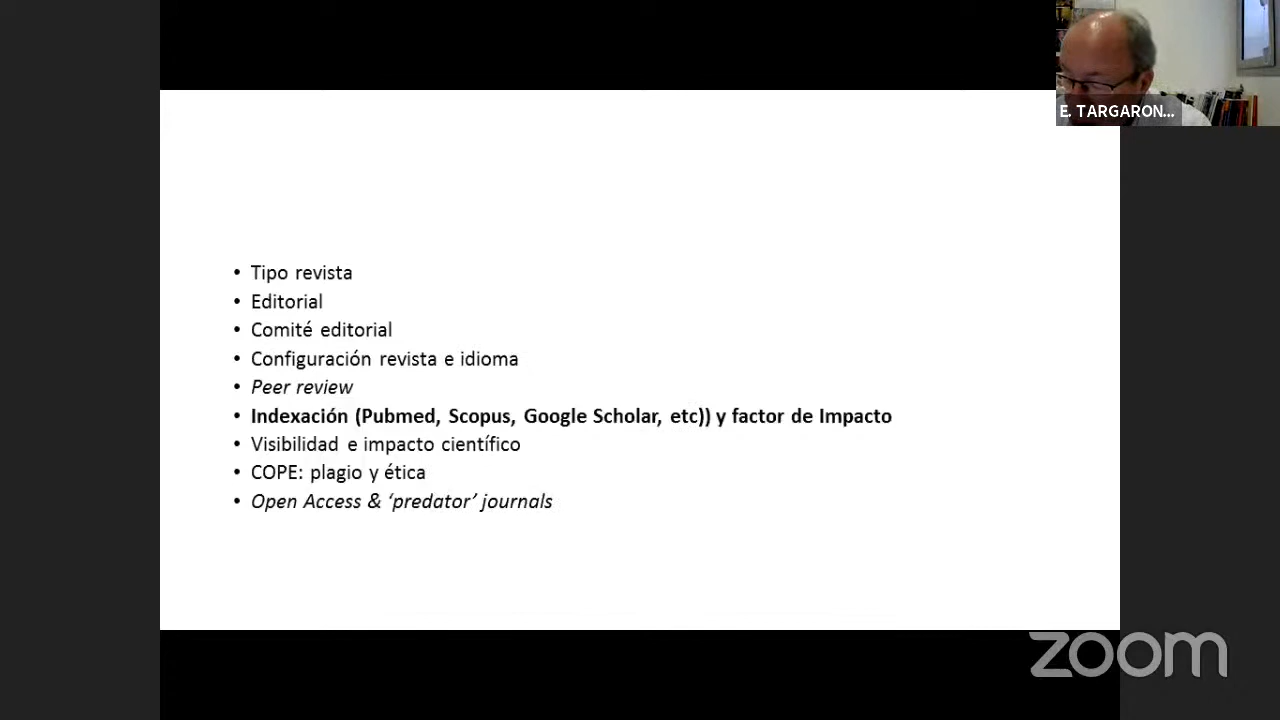 E. TARGARON...
• Tipo revista
• Editorial
• Comité editorial
• Configuración revista e idioma
• Peer review
• Indexación (Pubmed, Scopus, Google Scholar, etc)) y factor de Impacto
• Visibilidad e impacto científico
• COPE: plagio y ética
• Open Access & ‘predator’ journals
zoom